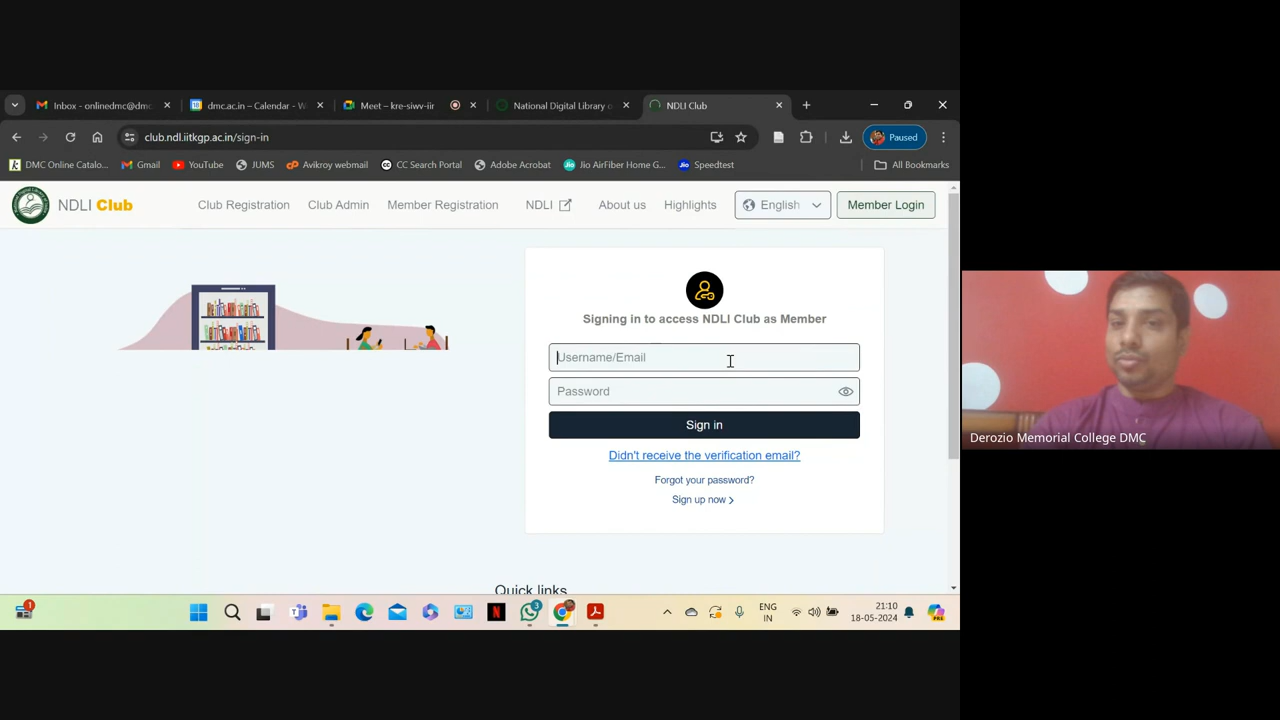 Inbox - onlinedmc@dmc
dmc.ac.in – Calendar - W
Meet – kre-siwv-iir
National Digital Library o
NDLI Club
club.ndl.iitkgp.ac.in/sign-in
Paused
DMC Online Catalo...
Gmail
YouTube
JUMS
Avikroy webmail
CC Search Portal
Adobe Acrobat
Jio AirFiber Home G...
Speedtest
All Bookmarks
NDLI Club
Club Registration
Club Admin
Member Registration
NDLI
About us
Highlights
English
Member Login
Signing in to access NDLI Club as Member
Username/Email
Password
Sign in
Didn't receive the verification email?
Forgot your password?
Sign up now
Quick links
Derozio Memorial College DMC
1
3
ENG
IN
21:10
18-05-2024